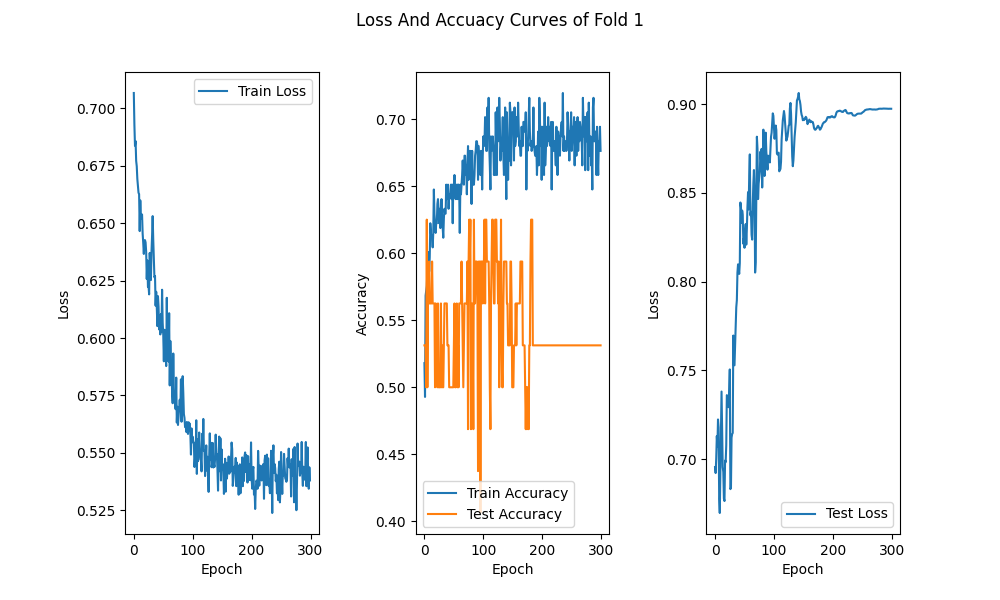 Loss And Accuacy Curves of Fold 1
Loss
0.700
0.675
0.650
0.625
0.600
0.575
0.550
0.525
Train Loss
0
100
200
300
Epoch
Accuracy
0.70
0.65
0.60
0.55
0.50
0.45
0.40
Train Accuracy
Test Accuracy
0
100
200
300
Epoch
Loss
0.90
0.85
0.80
0.75
0.70
Test Loss
0
100
200
300
Epoch